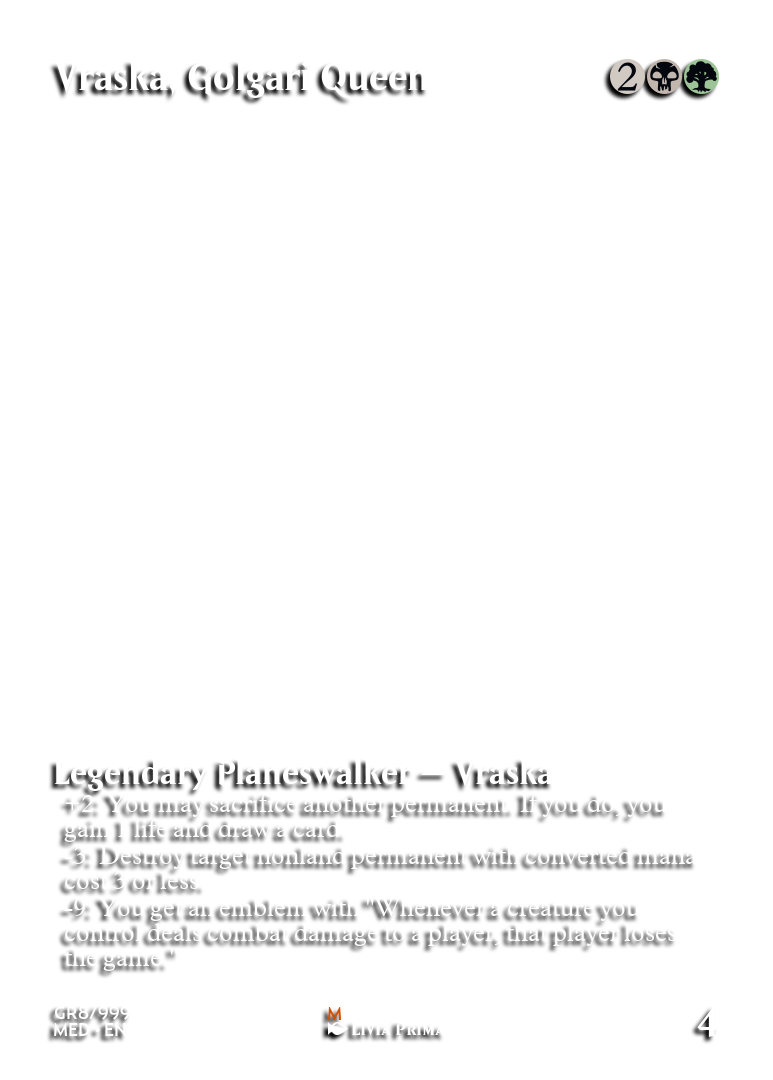 Vraska, Golgari Queen 2
Legendary Planeswalker — Vraska
+2: You may sacrifice another permanent. If you do, you
gain 1 life and draw a card.
-3: Destroy target nonland permanent with converted mana
cost 3 or less.
-9: You get an emblem with "Whenever a creature you
control deals combat damage to a player, that player loses
the game."
GR8/999 M
MED • EN Livia Prima 4